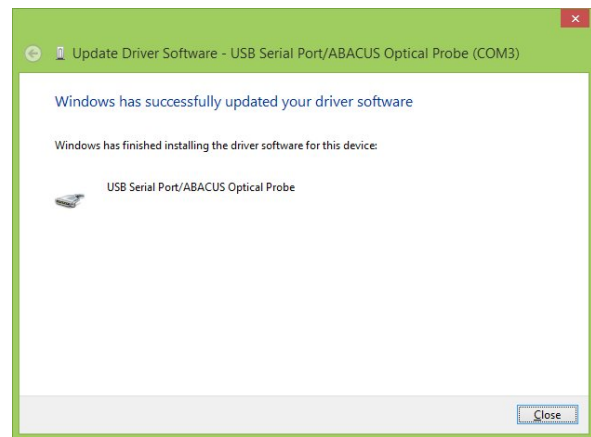 Update Driver Software - USB Serial Port/ABACUS Optical Probe (COM3)
Windows has successfully updated your driver software
Windows has finished installing the driver software for this device:
USB Serial Port/ABACUS Optical Probe
Close